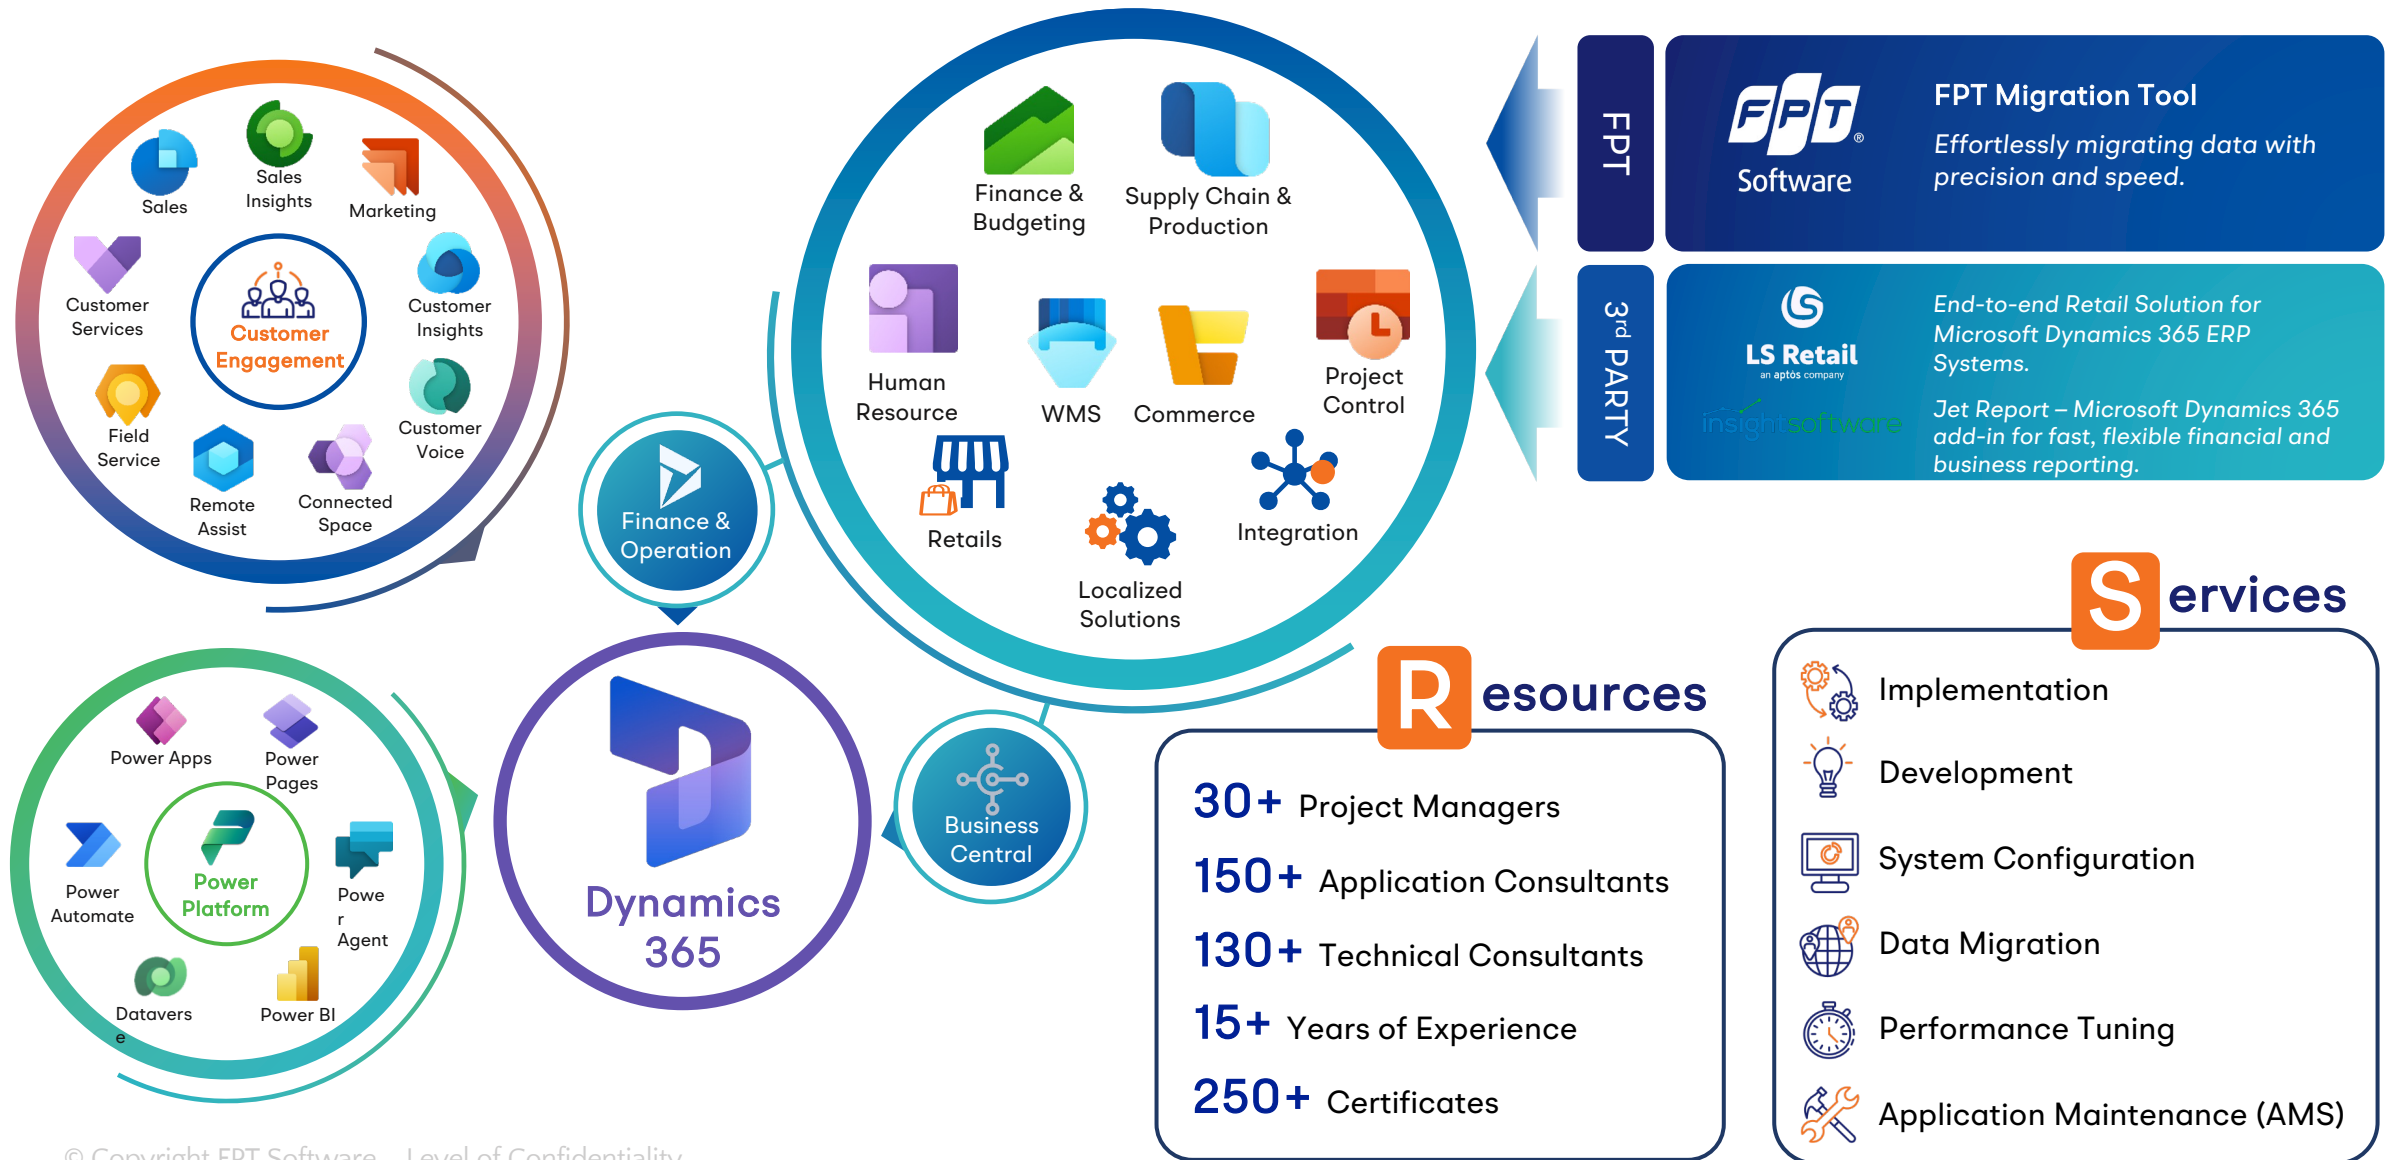 Sales
Sales
Insights
Marketing
Customer
Services
Customer
Insights
Customer
Engagement
Field
Service
Customer
Voice
Remote
Assist
Connected
Space
Finance &
Budgeting
Supply Chain &
Production
Human
Resource
WMS
Commerce
Project
Control
Retails
Integration
Localized
Solutions
Finance &
Operation
Business
Central
FPT
FPT®
Software
FPT Migration Tool
Effortlessly migrating data with
precision and speed.
3rd PARTY
LS Retail
an aptos company
End-to-end Retail Solution for
Microsoft Dynamics 365 ERP
Systems.
insightsoftware
Jet Report – Microsoft Dynamics 365
add-in for fast, flexible financial and
business reporting.
Power Apps
Power
Pages
Power
Automate
Power
Platform
Powe
r
Agent
Datavers
e
Power BI
Dynamics
365
Resources
30+ Project Managers
150+ Application Consultants
130+ Technical Consultants
15+ Years of Experience
250+ Certificates
Services
Implementation
Development
System Configuration
Data Migration
Performance Tuning
Application Maintenance (AMS)
© Copyright FPT Software – Level of Confidentiality